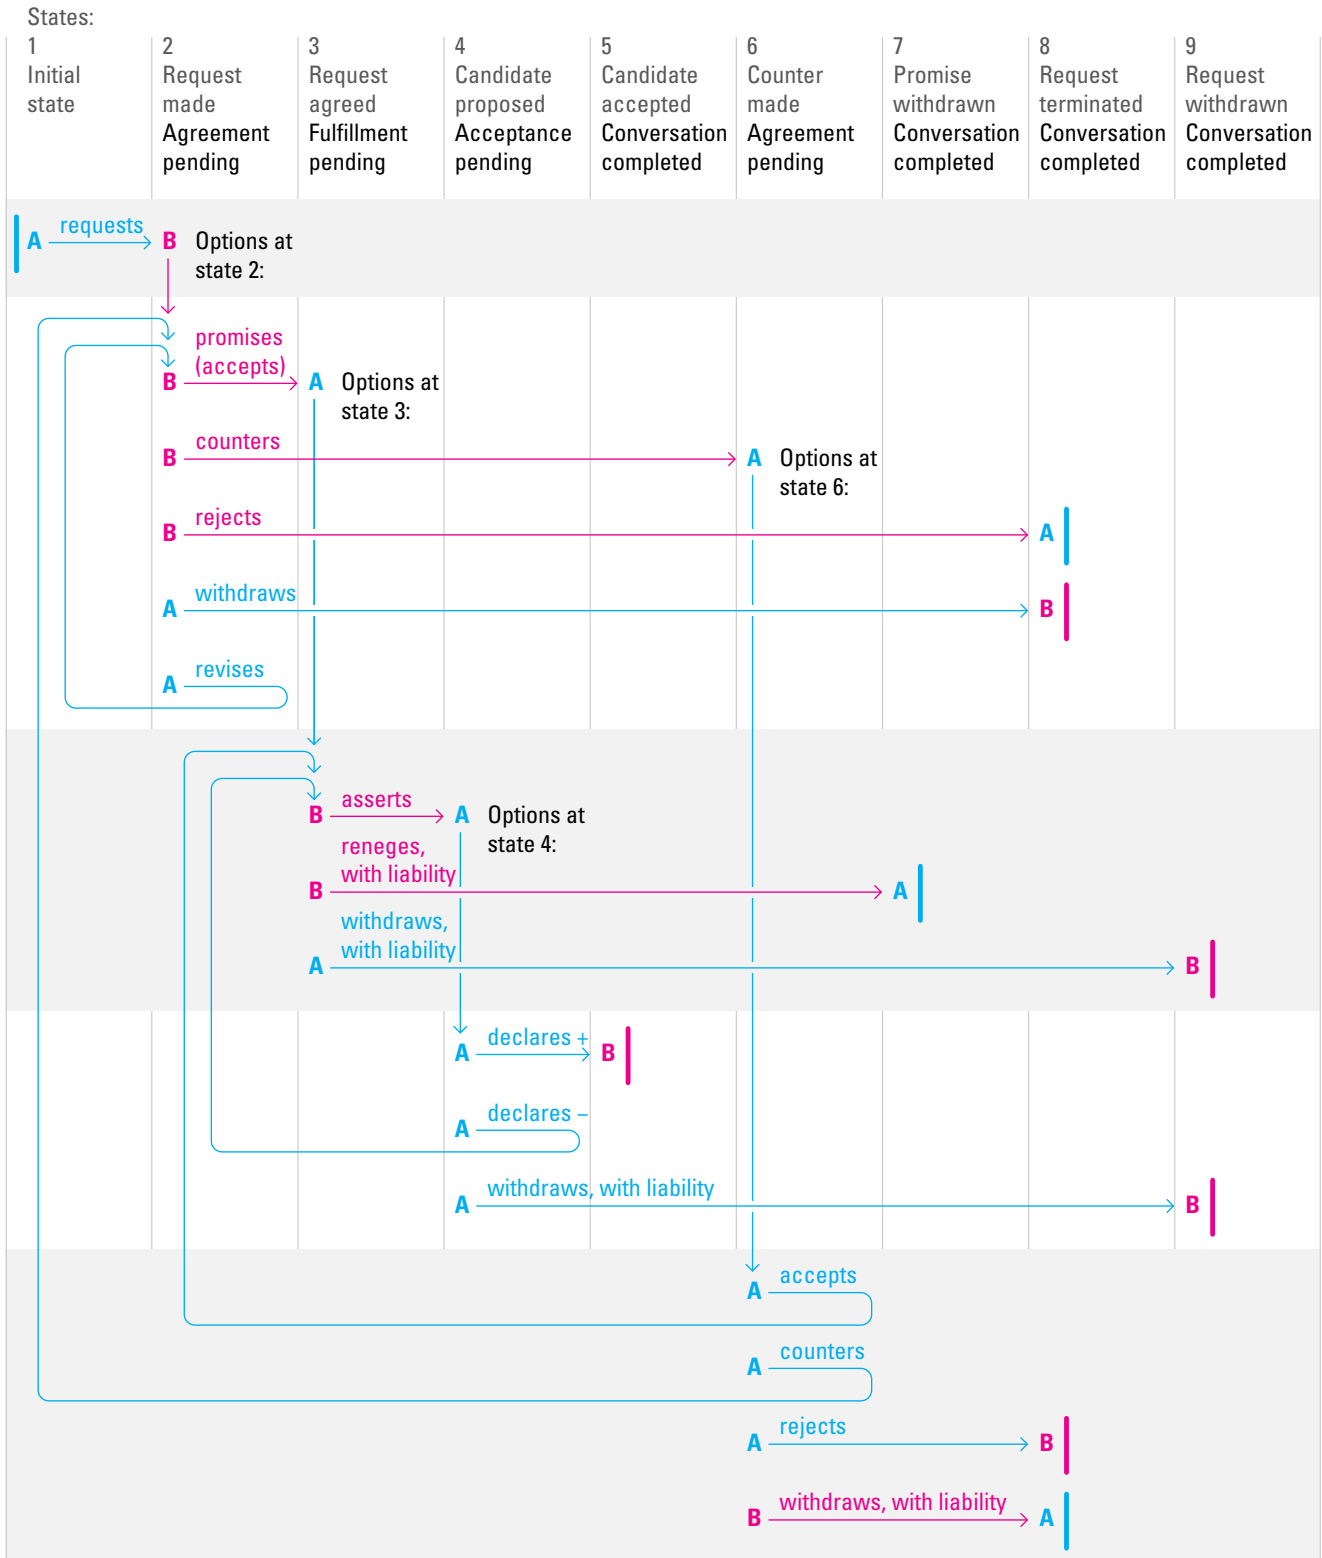 States:
1
Initial
state
2
Request
made
Agreement
pending
3
Request
agreed
Fulfillment
pending
4
Candidate
proposed
Acceptance
pending
5
Candidate
accepted
Conversation
completed
6
Counter
made
Agreement
pending
7
Promise
withdrawn
Conversation
completed
8
Request
terminated
Conversation
completed
9
Request
withdrawn
Conversation
completed
A requests B Options at
state 2:
promises
(accepts)
B A Options at
state 3:
counters
B A Options at
state 6:
rejects
B A
withdraws
A B
revises
A
asserts
B A Options at
state 4:
reneges,
with liability
B A
withdraws,
with liability
A B
declares +
A B
declares –
A
withdraws, with liability
A B
accepts
A
counters
A
rejects
A B
withdraws, with liability
B A